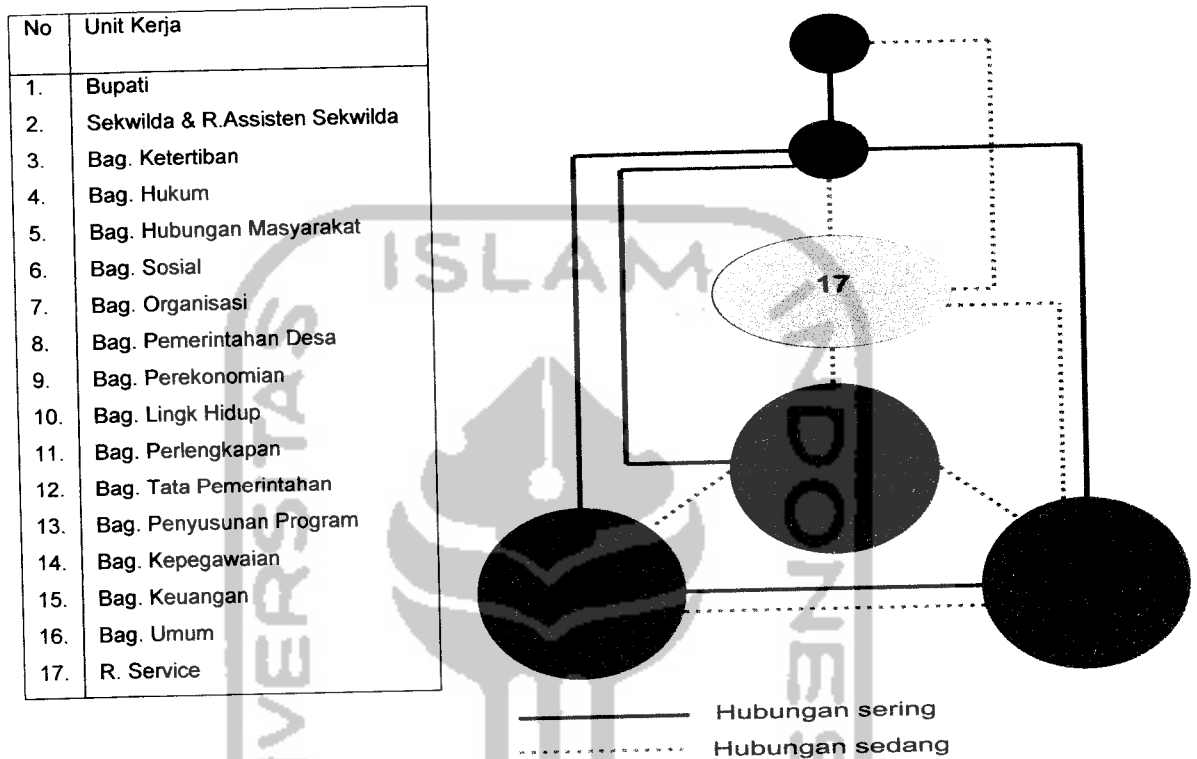 No Unit Kerja
1. Bupati
2. Sekwilda & R.Assisten Sekwilda
3. Bag. Ketertiban
4. Bag. Hukum
5. Bag. Hubungan Masyarakat
6. Bag. Sosial
7. Bag. Organisasi
8. Bag. Pemerintahan Desa
9. Bag. Perekonomian
10. Bag. Lingk Hidup
11. Bag. Perlengkapan
12. Bag. Tata Pemerintahan
13. Bag. Penyusunan Program
14. Bag. Kepegawaian
15. Bag. Keuangan
16. Bag. Umum
17. R. Service
17
Hubungan sering
Hubungan sedang
ISLAM